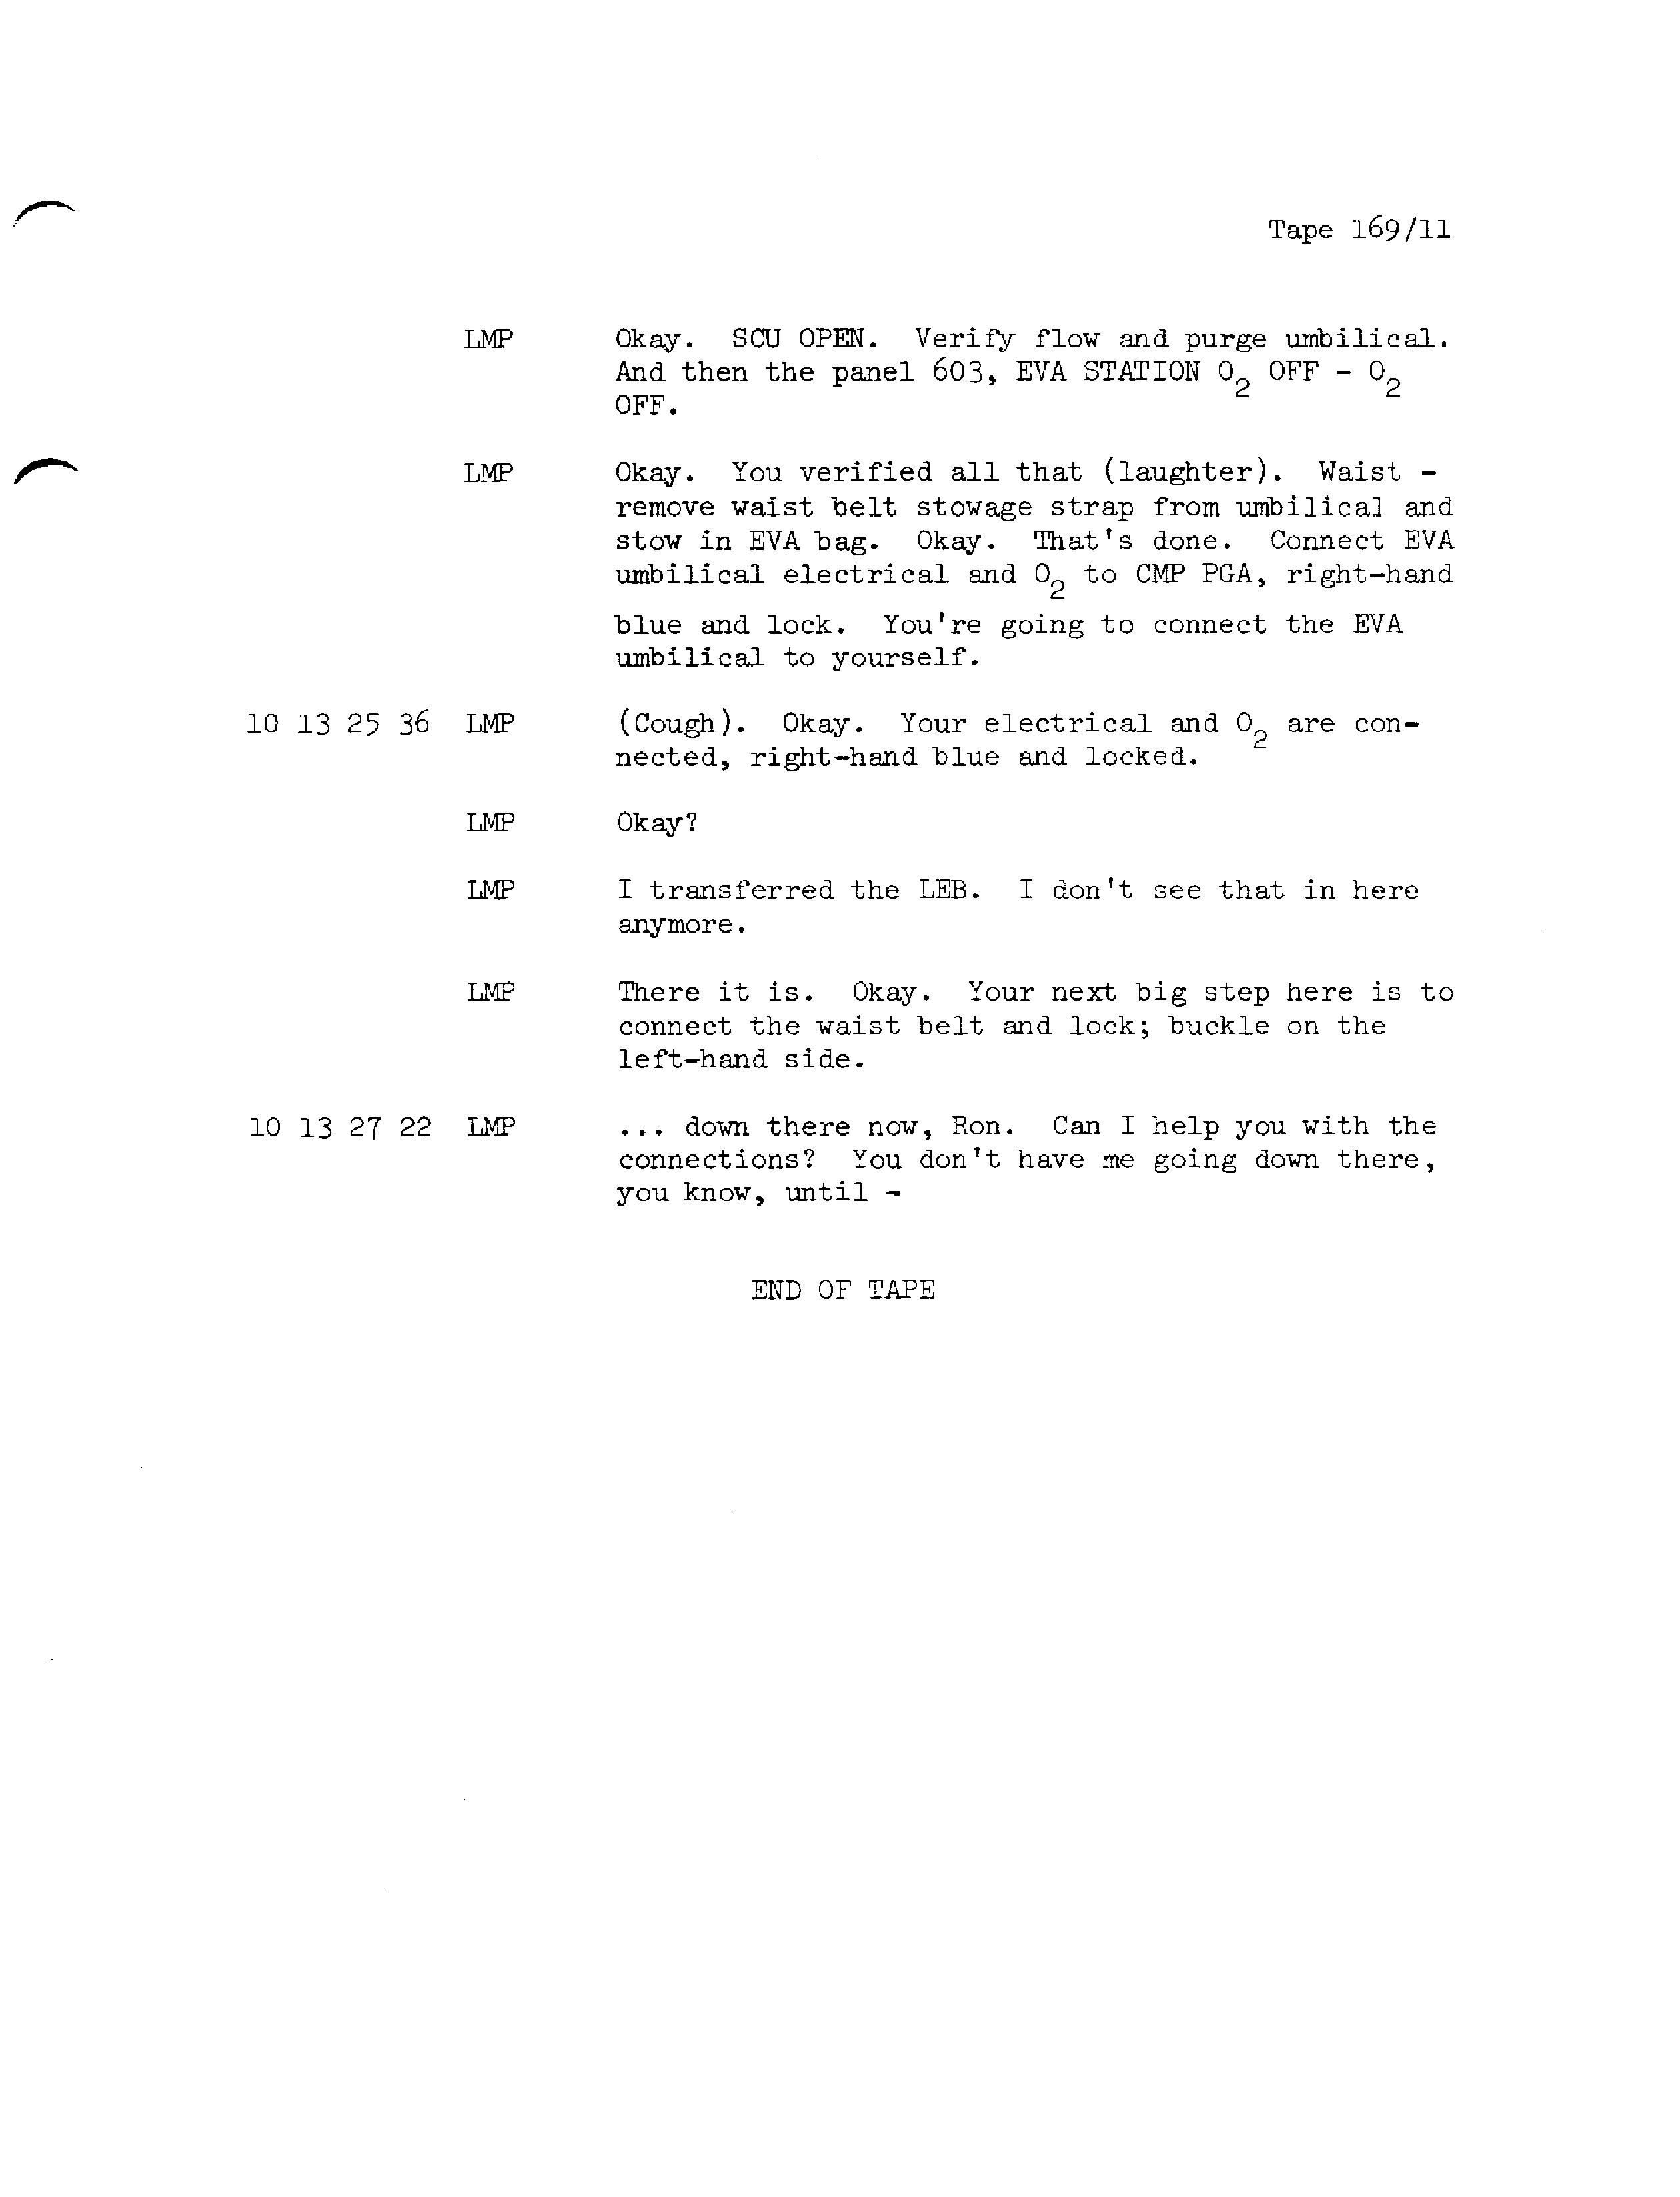 Tape 169/11
LMP Okay. SCU OPEN. Verify flow and purge umbilical.
And then the panel 603, EVA STATION O2 OFF - O2
OFF.
LMP Okay. You verified all that (laughter). Waist -
remove waist belt stowage strap from umbilical and
stow in EVA bag. Okay. That's done. Connect EVA
umbilical electrical and O2 to CMP PGA, right-hand
blue and lock. You're going to connect the EVA
umbilical to yourself.
10 13 25 36 LMP (Cough). Okay. Your electrical and O2 are con-
nected, right-hand blue and locked.
LMP Okay?
LMP I transferred the LEB. I don't see that in here
anymore.
LMP There it is. Okay. Your next big step here is to
connect the waist belt and lock; buckle on the
left-hand side.
10 13 27 22 LMP ... down there now, Ron. Can I help you with the
connections? You don't have me going down there,
you know, until -
END OF TAPE